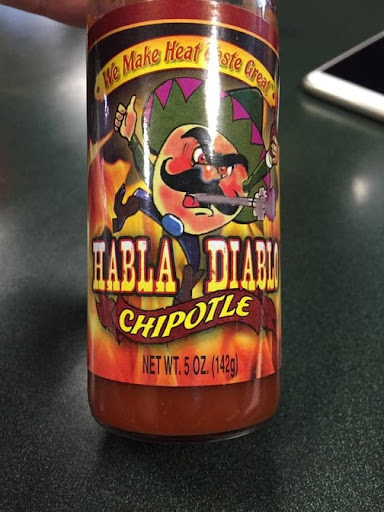 We Make Heat Taste Great
HABLA DIABLO
CHIPOTLE
NET WT. 5 OZ. (142g)